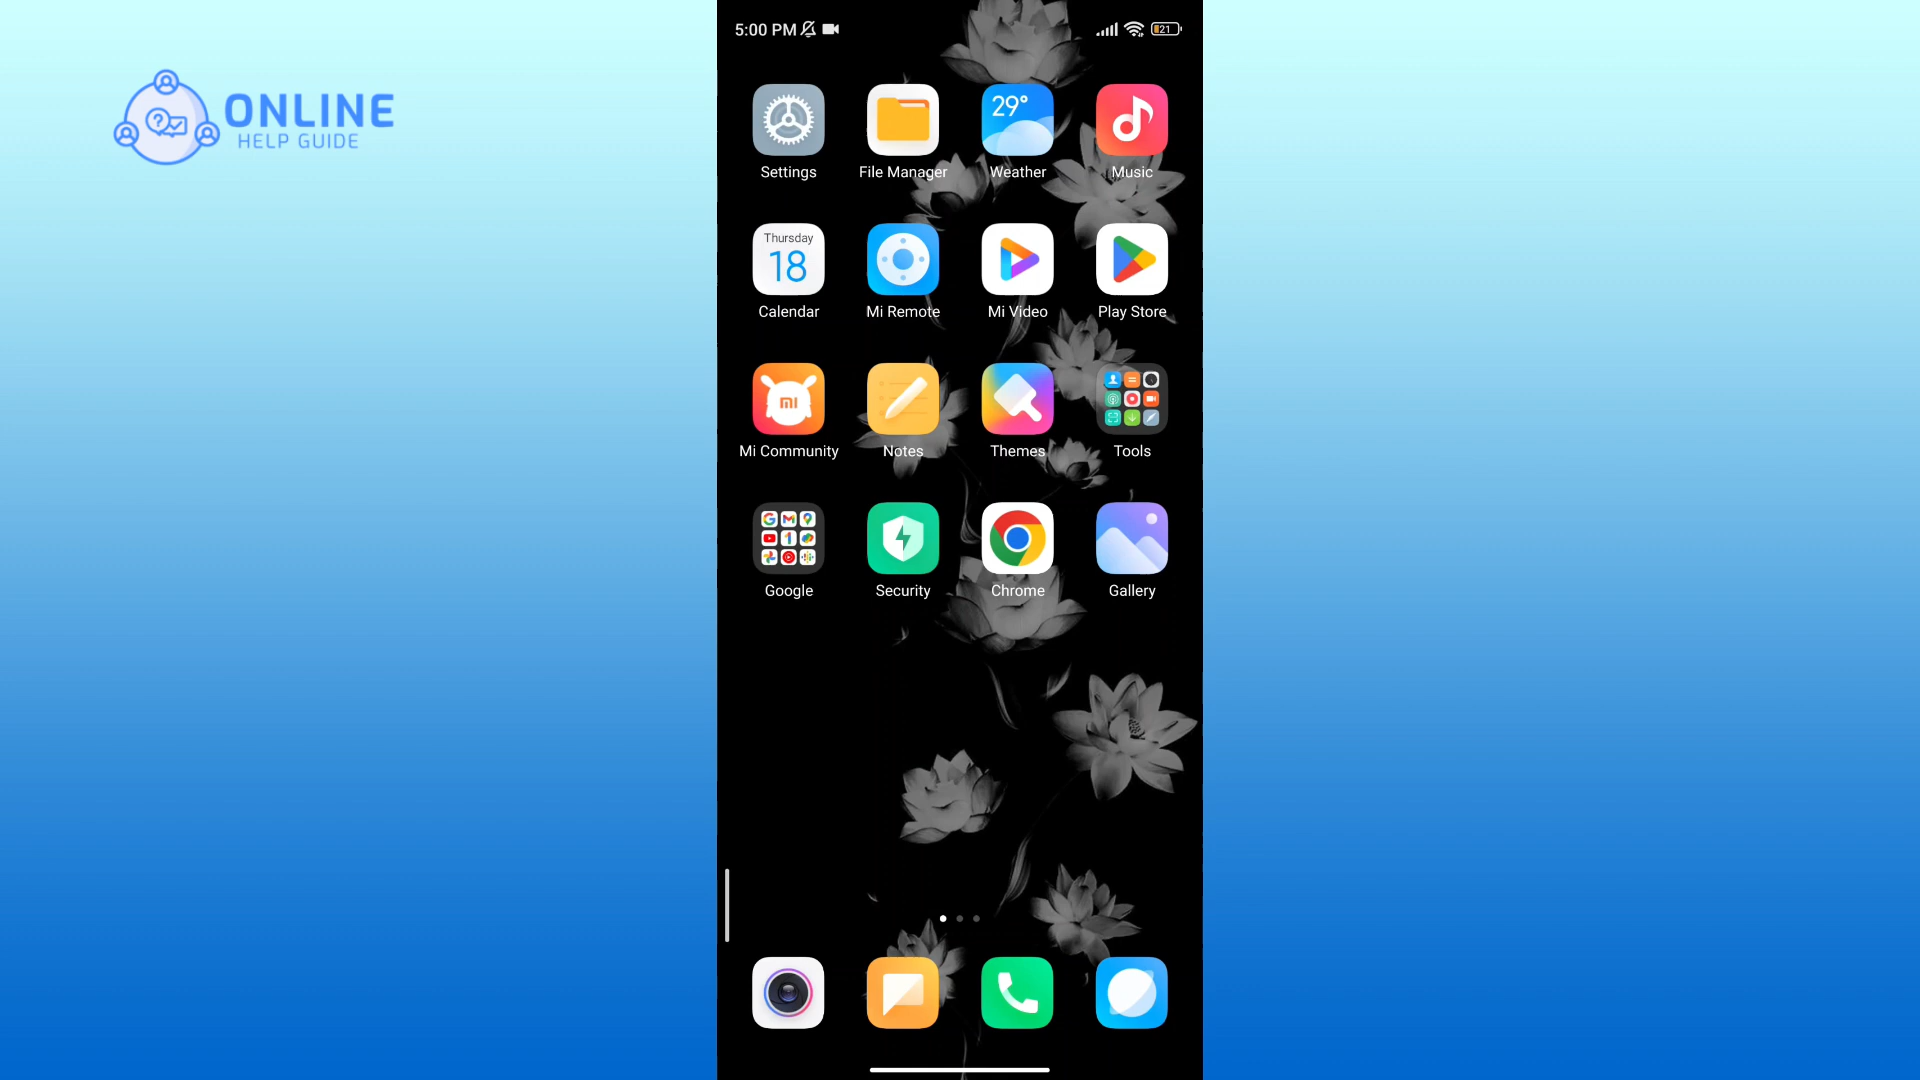 ONLINE
HELP GUIDE
5:00 PM
21
29°
Settings
File Manager
Weather
Music
Thursday
18
Calendar
Mi Remote
Mi Video
Play Store
mi
Mi Community
Notes
Themes
Tools
Google
Security
Chrome
Gallery